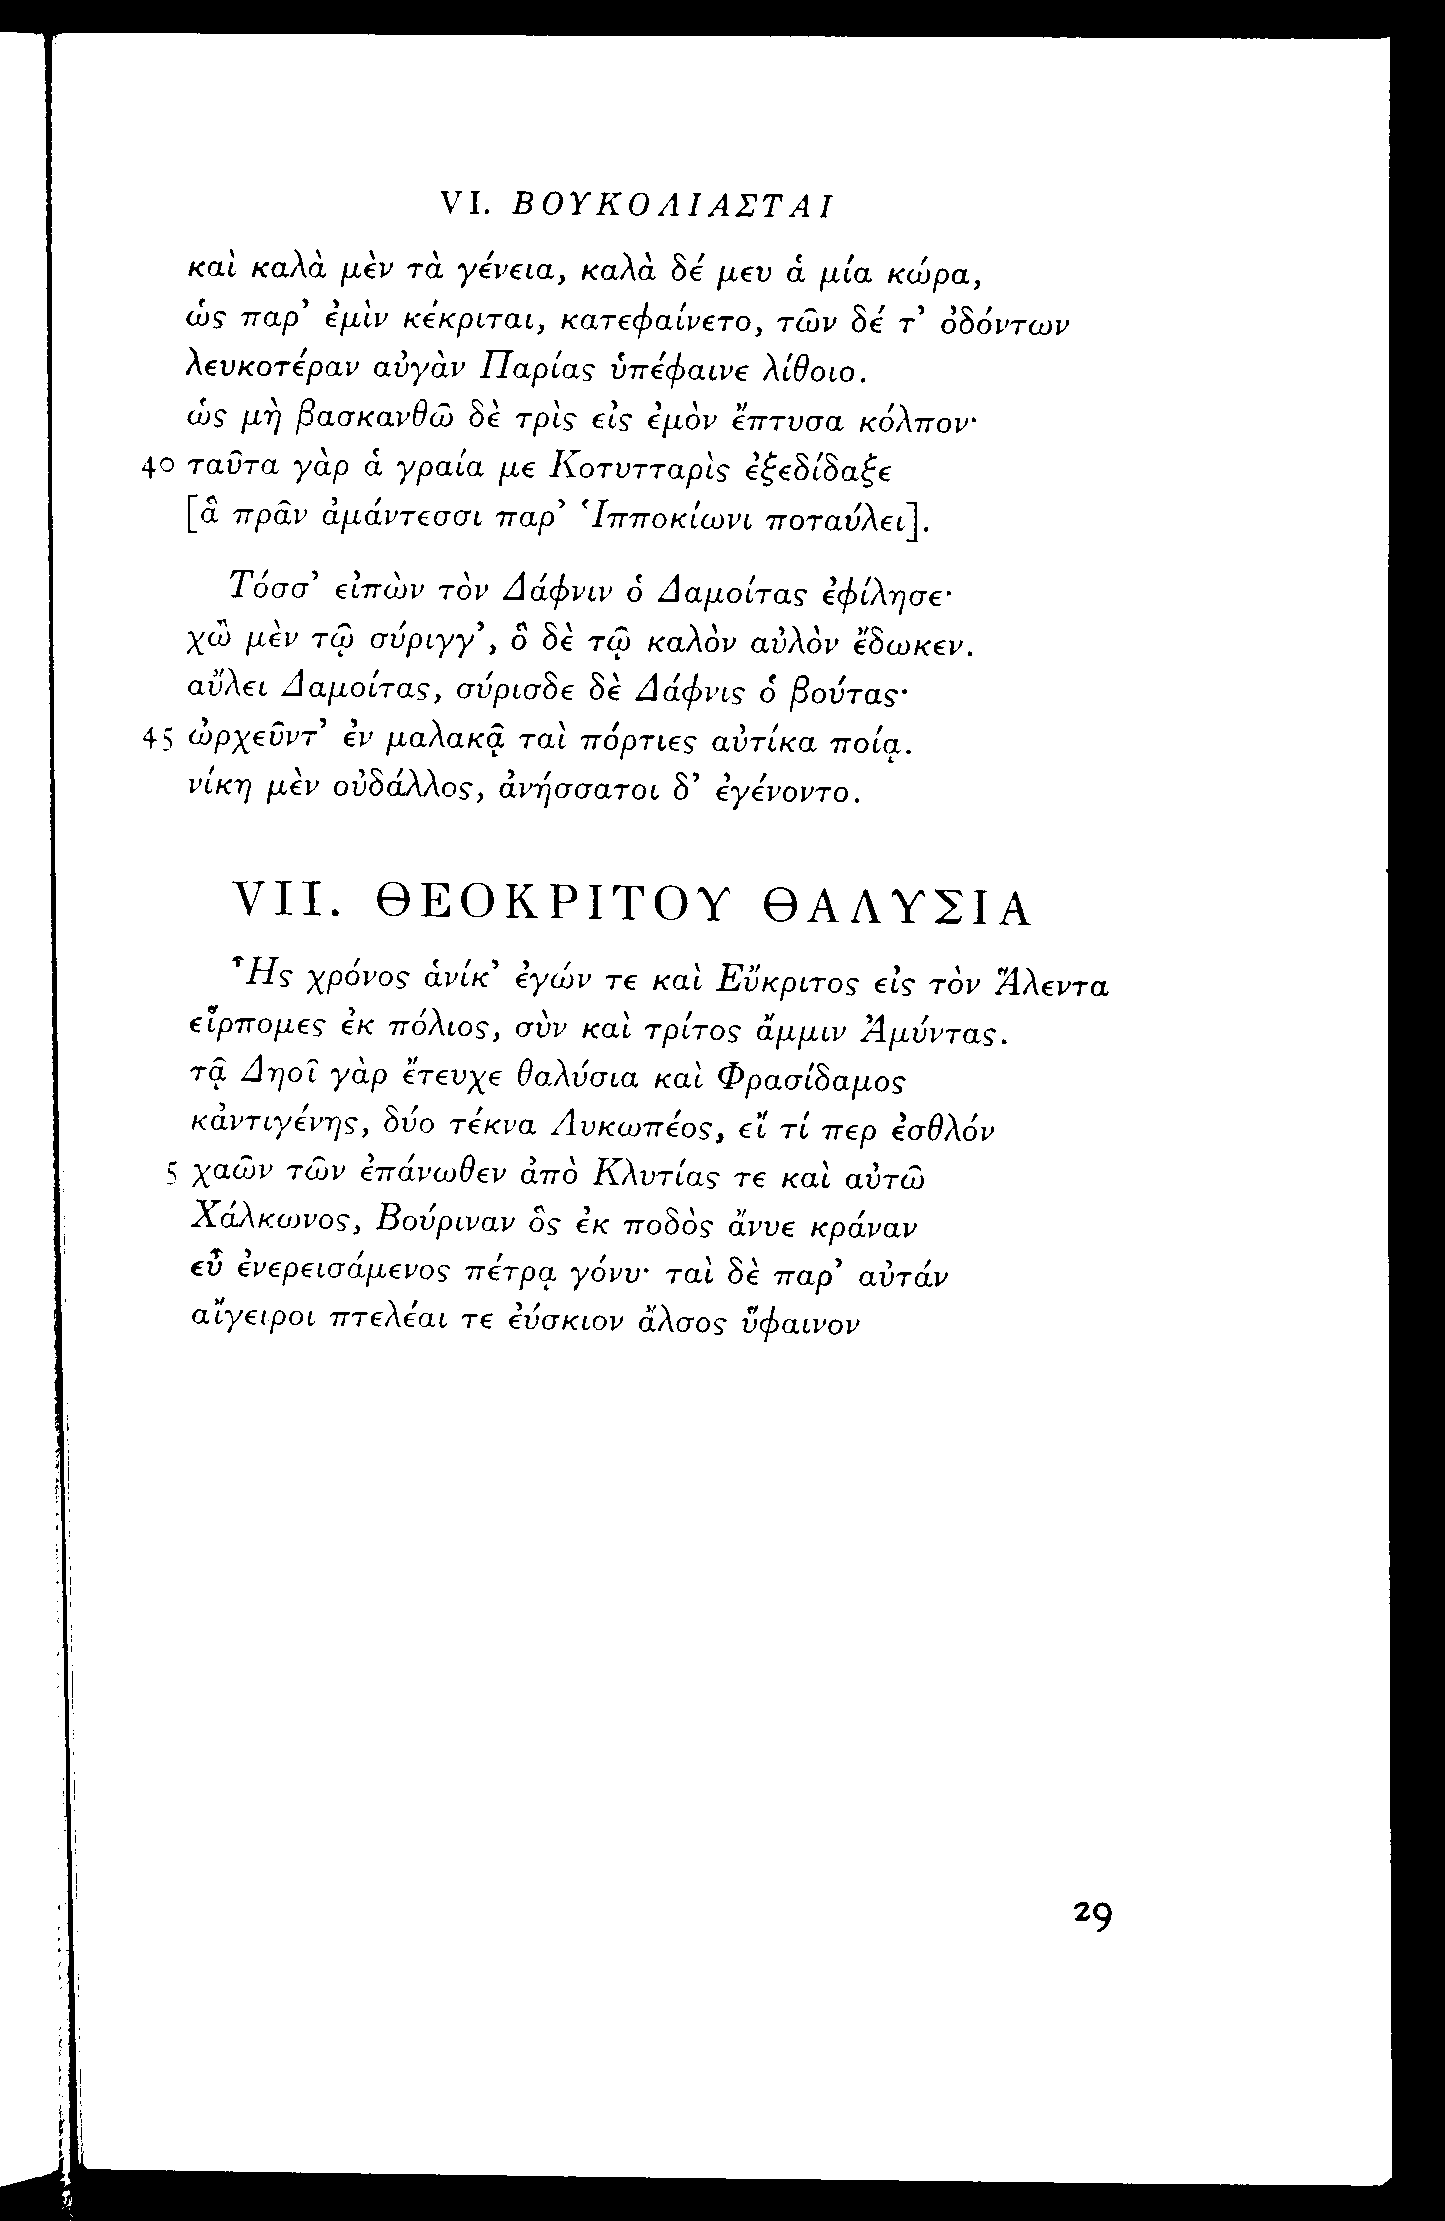 VI. ΒΟΥΚΟΛΙΑΣΤΑΙ
καὶ καλὰ μὲν τὰ γένεια, καλὰ δέ μευ ἁ μία κώρα,
ὡς παρ’ ἐμὶν κέκριται, κατεφαίνετο, τῶν δέ τ’ ὀδόντων
λευκοτέραν αὐγὰν Παρίας ὑπέφαινε λίθοιο.
ὡς μὴ βασκανθῶ δὲ τρὶς εἰς ἐμὸν ἔπτυσα κόλπον·
40 ταῦτα γὰρ ἁ γραία με Κοτυτταρὶς ἐξεδίδαξε
[ἃ πρᾶν ἀμάντεσσι παρ’ Ἱπποκίωνι ποταύλει].
Τόσσ’ εἰπὼν τὸν Δάφνιν ὁ Δαμοίτας ἐφίλησε·
χὢ μὲν τῷ σύριγγ’, ὃ δὲ τῷ καλὸν αὐλὸν ἔδωκεν.
αὔλει Δαμοίτας, σύρισδε δὲ Δάφνις ὁ βούτας·
45 ὠρχεῦντ’ ἐν μαλακᾷ ταὶ πόρτιες αὐτίκα ποίᾳ.
νίκη μὲν οὐδάλλος, ἀνήσσατοι δ’ ἐγένοντο.
VII. ΘΕΟΚΡΙΤΟΥ ΘΑΛΥΣΙΑ
Ἦς χρόνος ἁνίκ’ ἐγών τε καὶ Εὔκριτος εἰς τὸν Ἅλεντα
εἵρπομες ἐκ πόλιος, σὺν καὶ τρίτος ἄμμιν Ἀμύντας.
τᾷ Δηοῖ γὰρ ἔτευχε θαλύσια καὶ Φρασίδαμος
κἀντιγένης, δύο τέκνα Λυκωπέος, εἴ τί περ ἐσθλόν
5 χαῶν τῶν ἐπάνωθεν ἀπὸ Κλυτίας τε καὶ αὐτῶ
Χάλκωνος, Βούριναν ὃς ἐκ ποδὸς ἄνυε κράναν
εὖ ἐνερεισάμενος πέτρᾳ γόνυ· ταὶ δὲ παρ’ αὐτάν
αἴγειροι πτελέαι τε ἐύσκιον ἄλσος ὕφαινον
29